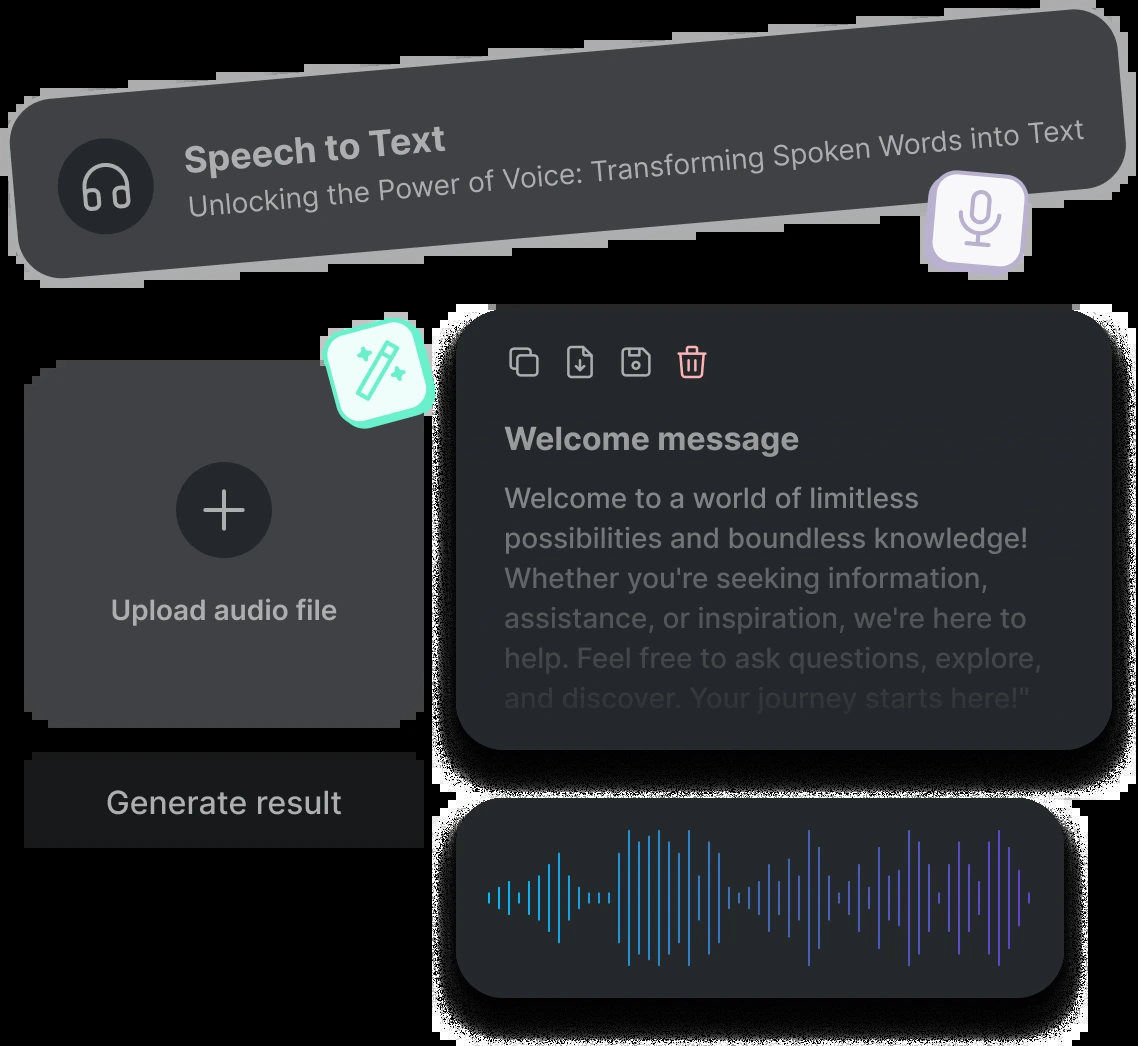 Speech to Text
Unlocking the Power of Voice: Transforming Spoken Words into Text
Welcome message
Welcome to a world of limitless
possibilities and boundless knowledge!
Whether you're seeking information,
assistance, or inspiration, we're here to
help. Feel free to ask questions, explore,
and discover. Your journey starts here!"
Upload audio file
Generate result